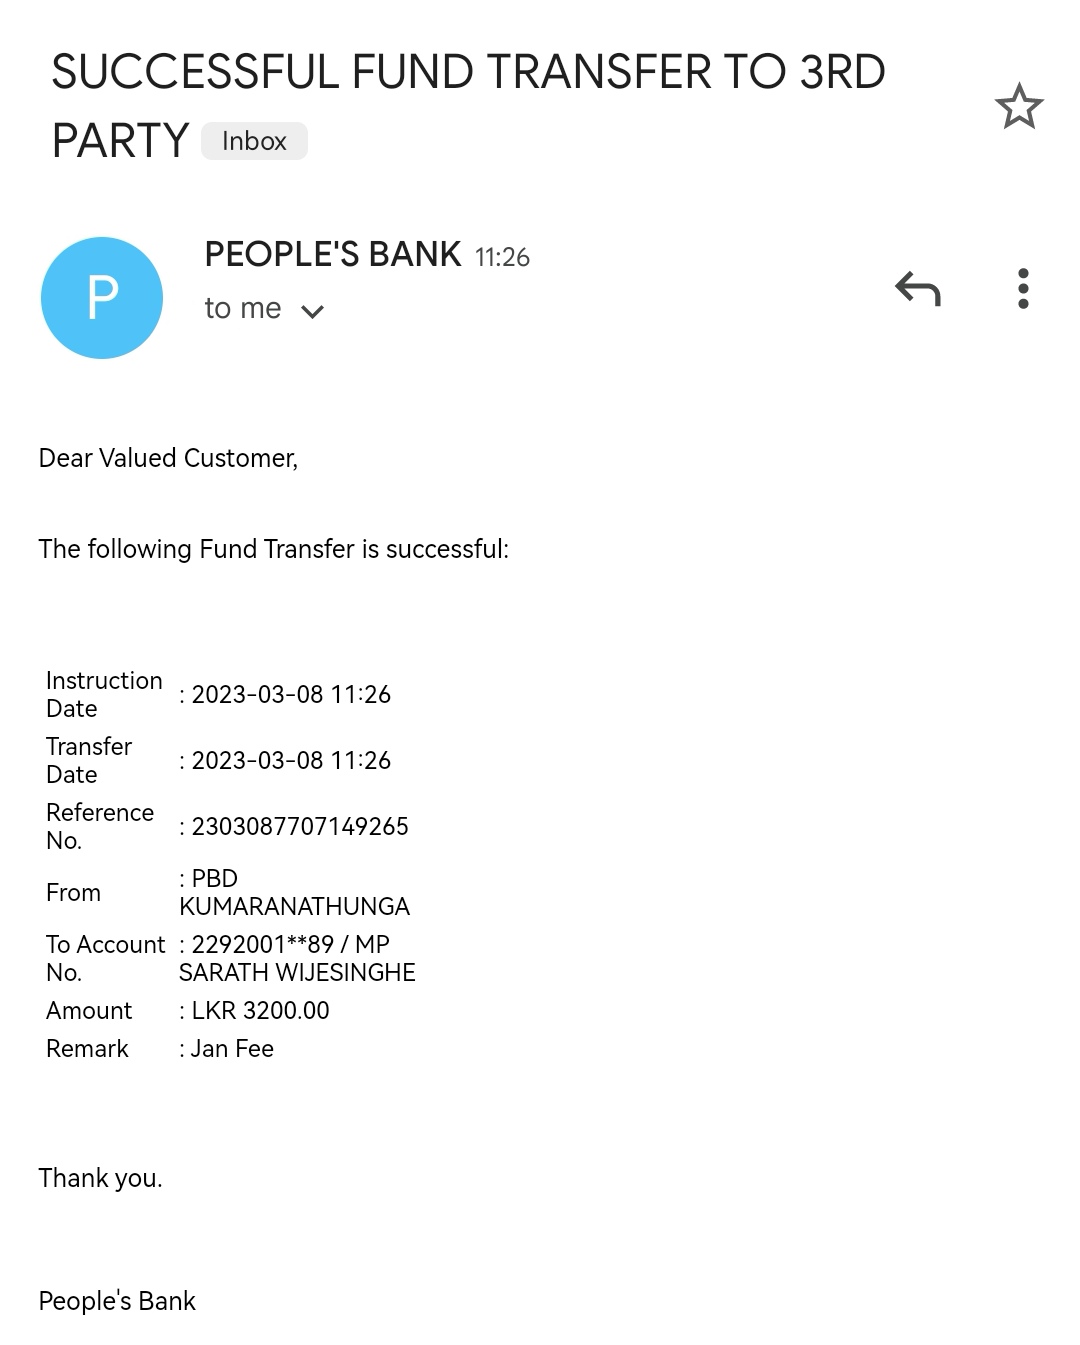 SUCCESSFUL FUND TRANSFER TO 3RD
PARTY Inbox
P
PEOPLE'S BANK 11:26
to me
Dear Valued Customer,
The following Fund Transfer is successful:
Instruction
Date : 2023-03-08 11:26
Transfer
Date : 2023-03-08 11:26
Reference
No. : 2303087707149265
From : PBD
KUMARANATHUNGA
To Account : 2292001**89 / MP
No. SARATH WIJESINGHE
Amount : LKR 3200.00
Remark : Jan Fee
Thank you.
People's Bank